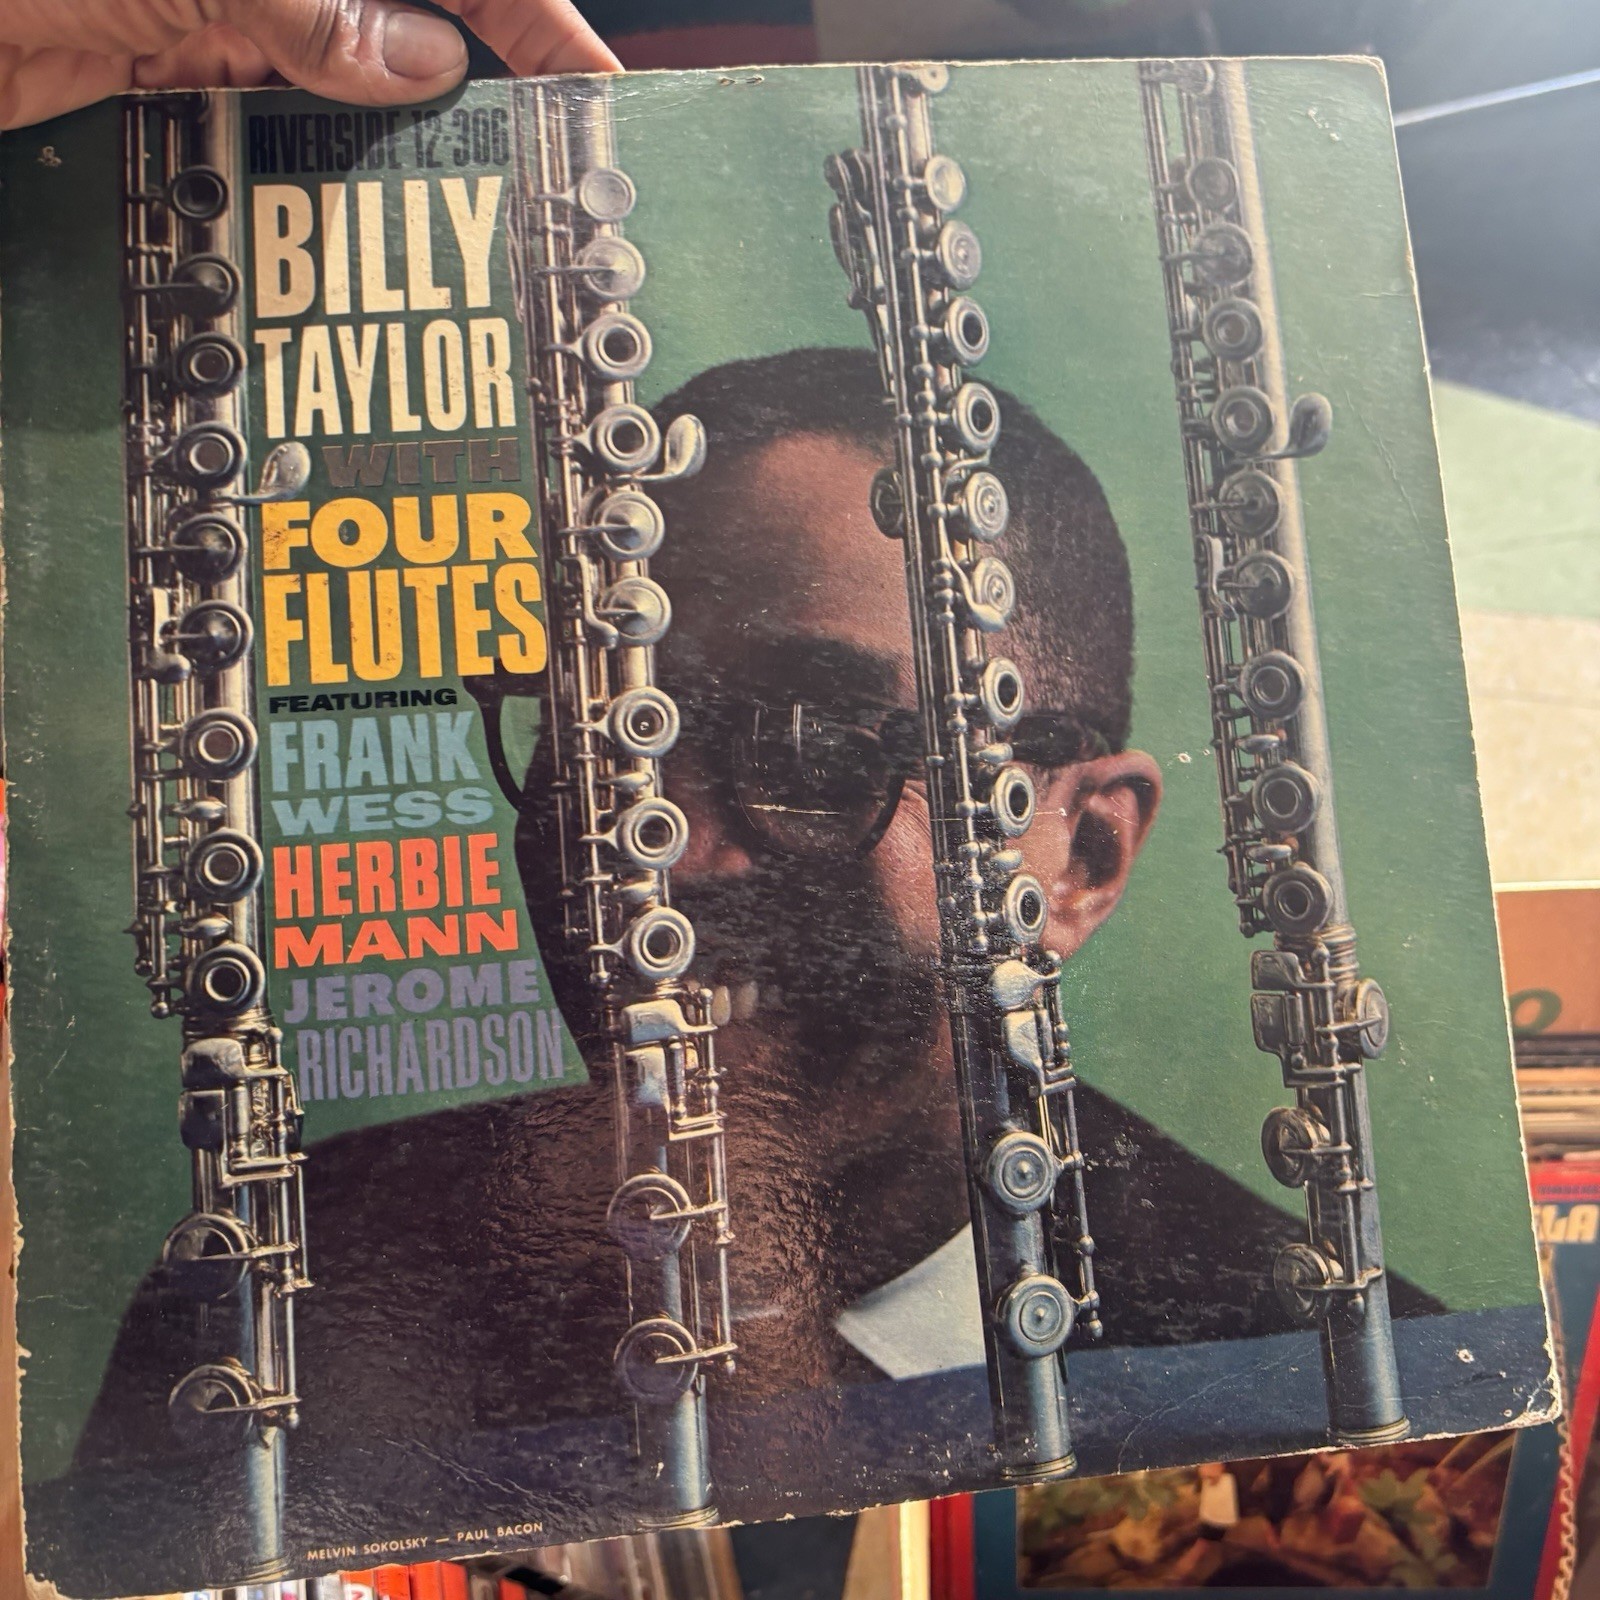 RIVERSIDE 12-306
BILLY
TAYLOR
WITH
FOUR
FLUTES
FEATURING
FRANK
WESS
HERBIE
MANN
JEROME
RICHARDSON
MELVIN SOKOLSKY — PAUL BACON
LA